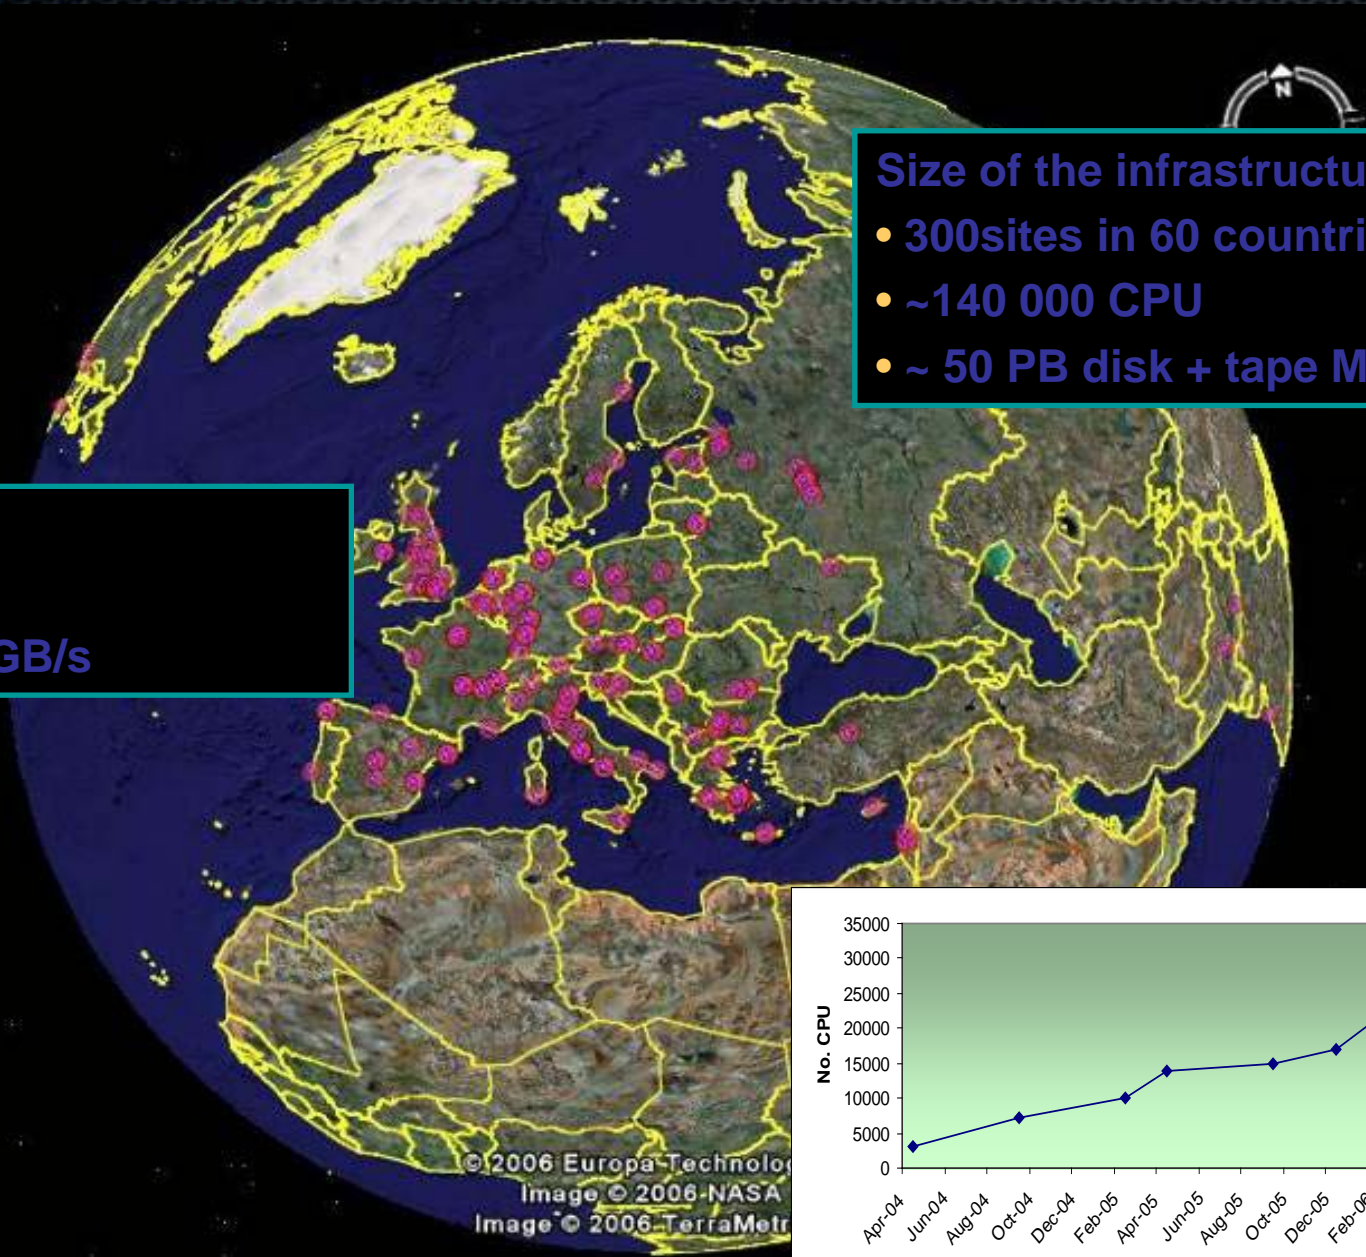 N
Size of the infrastructu
• 300sites in 60 countri
• ~140 000 CPU
• ~ 50 PB disk + tape M
GB/s
35000
30000
25000
20000
15000
10000
5000
0
No. CPU
Apr-04
Jun-04
Aug-04
Oct-04
Dec-04
Feb-05
Apr-05
Jun-05
Aug-05
Oct-05
Dec-05
Feb-06
© 2006 Europa Technolog
Image © 2006 NASA
Image © 2006 TerraMetr